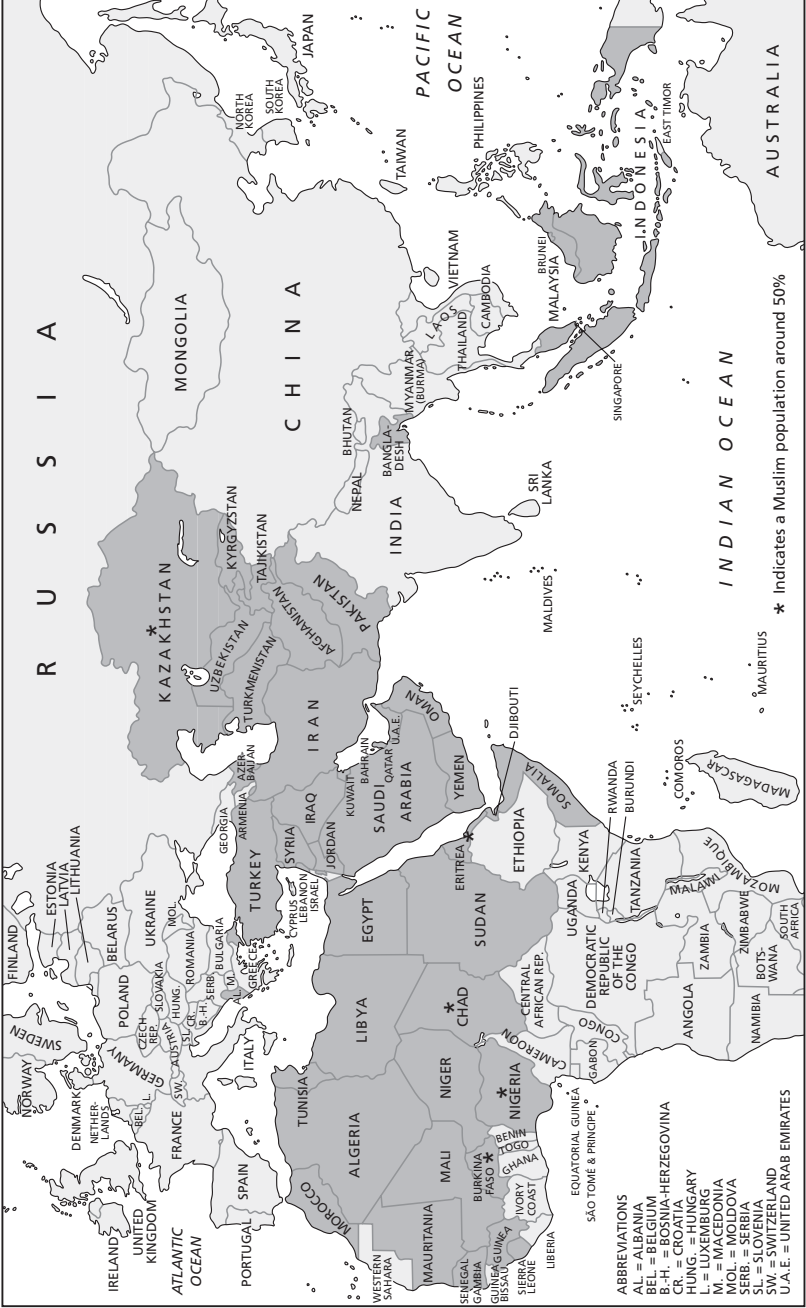 FINLAND
NORWAY
SWEDEN
ESTONIA
LATVIA
LITHUANIA
R U S S I A
DENMARK
NETHER-
LANDS
IRELAND
UNITED
KINGDOM
BEL.
L.
GERMANY
POLAND
BELARUS
UKRAINE
CZECH
REP.
SLOVAKIA
MOL.
FRANCE
SW.
AUSTRIA
HUNG.
ROMANIA
SL.
CR.
B.-H.
SERB.
BULGARIA
ATLANTIC
OCEAN
PORTUGAL
SPAIN
ITALY
AL.
M.
GREECE
GEORGIA
ARMENIA
AZER-
BAIJAN
TURKEY
KAZAKHSTAN
*
UZBEKISTAN
TURKMENISTAN
KYRGYZSTAN
TAJIKISTAN
AFGHANISTAN
PAKISTAN
MONGOLIA
C H I N A
NORTH
KOREA
SOUTH
KOREA
JAPAN
CYPRUS
LEBANON
ISRAEL
SYRIA
JORDAN
IRAQ
IRAN
KUWAIT
BAHRAIN
QATAR
U.A.E.
SAUDI
ARABIA
OMAN
YEMEN
NEPAL
BHUTAN
BANGLA-
DESH
INDIA
MYANMAR
(BURMA)
LAOS
THAILAND
VIETNAM
CAMBODIA
TAIWAN
PACIFIC
OCEAN
PHILIPPINES
SRI
LANKA
MALDIVES
BRUNEI
MALAYSIA
SINGAPORE
INDONESIA
EAST TIMOR
AUSTRALIA
MOROCCO
TUNISIA
ALGERIA
LIBYA
EGYPT
WESTERN
SAHARA
MAURITANIA
MALI
NIGER
CHAD
*
SUDAN
ERITREA
*
DJIBOUTI
SENEGAL
GAMBIA
GUINEA
BISSAU
GUINEA
SIERRA
LEONE
LIBERIA
IVORY
COAST
BURKINA
FASO
*
GHANA
TOGO
BENIN
NIGERIA
*
CAMEROON
CENTRAL
AFRICAN REP.
ETHIOPIA
SOMALIA
EQUATORIAL GUINEA
SÃO TOMÉ & PRINCIPE
GABON
CONGO
DEMOCRATIC
REPUBLIC
OF THE
CONGO
UGANDA
KENYA
RWANDA
BURUNDI
TANZANIA
SEYCHELLES
COMOROS
ANGOLA
ZAMBIA
MALAWI
MOZAMBIQUE
MADAGASCAR
MAURITIUS
NAMIBIA
BOTS-
WANA
ZIMBABWE
SOUTH
AFRICA
INDIAN OCEAN
* Indicates a Muslim population around 50%
ABBREVIATIONS
AL. = ALBANIA
BEL. = BELGIUM
B.-H. = BOSNIA-HERZEGOVINA
CR. = CROATIA
HUNG. = HUNGARY
L. = LUXEMBURG
M. = MACEDONIA
MOL. = MOLDOVA
SERB. = SERBIA
SL. = SLOVENIA
SW. = SWITZERLAND
U.A.E. = UNITED ARAB EMIRATES